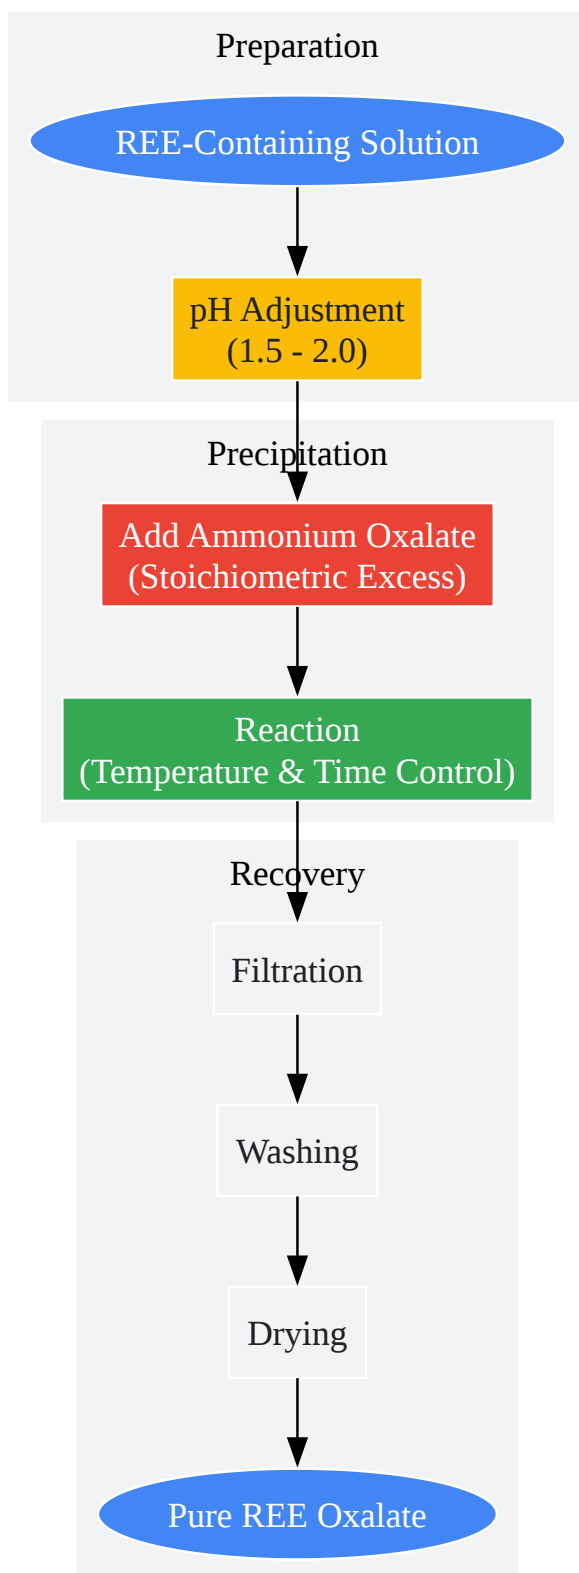 Preparation
REE-Containing Solution
pH Adjustment
(1.5 - 2.0)
Precipitation
Add Ammonium Oxalate
(Stoichiometric Excess)
Reaction
(Temperature & Time Control)
Recovery
Filtration
Washing
Drying
Pure REE Oxalate